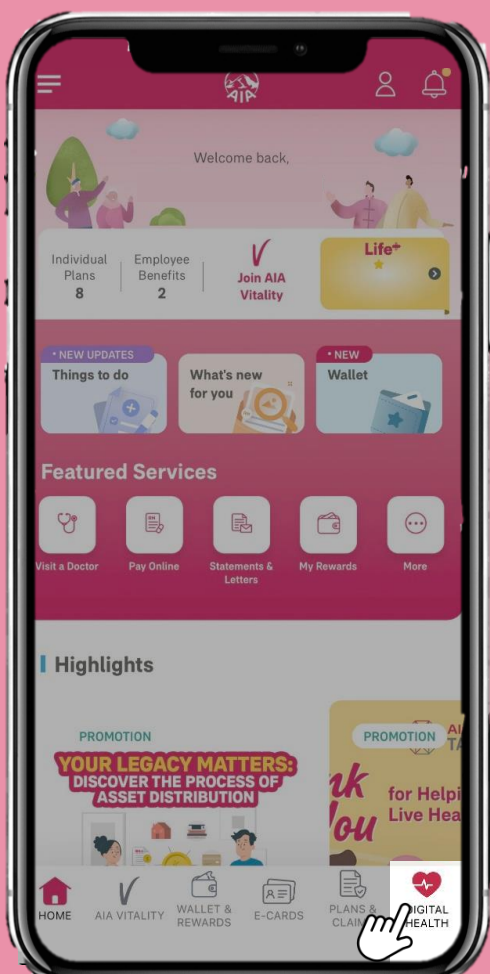 AIA
Welcome back,
Individual
Plans
8
Employee
Benefits
2
Join AIA
Vitality
Life+
• NEW UPDATES
Things to do
What's new
for you
• NEW
Wallet
Featured Services
Visit a Doctor
Pay Online
Statements &
Letters
My Rewards
More
Highlights
PROMOTION
YOUR LEGACY MATTERS:
DISCOVER THE PROCESS OF
ASSET DISTRIBUTION
PROMOTION
for Helpi
Live Hea
HOME
AIA VITALITY
WALLET &
REWARDS
E-CARDS
PLANS &
CLAIM
DIGITAL
HEALTH